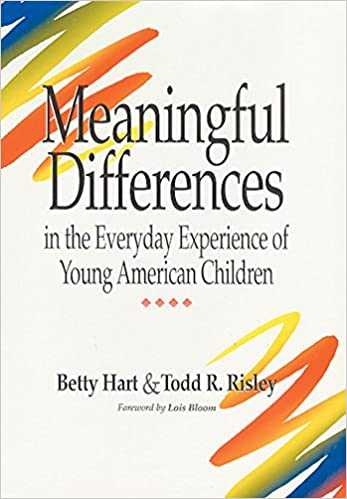 Meaningful
Differences
in the Everyday Experience of
Young American Children
Betty Hart & Todd R. Risley
Foreword by Lois Bloom